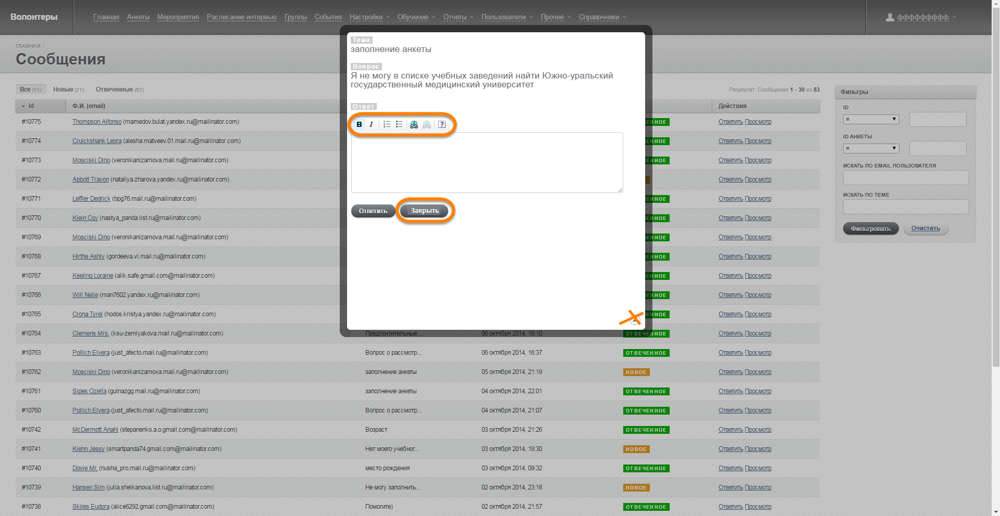 Волонтеры
Главная Анкеты Мероприятия Расписание интервью Группы События Настройки Обучение Отчеты Пользователи Прочее Справочники
ффффффффф
ГЛАВНАЯ /
Сообщения
Все (83) Новые (21) Отвеченные (62)
Результат: Сообщения 1 - 30 из 83
Id Ф.И. (email) Действия
Тема
заполнение анкеты
Вопрос
Я не могу в списке учебных заведений найти Южно-уральский
государственный медицинский университет
Ответ
B I ?
Ответить Закрыть
#10775 Thompson Alfonso (mamedov.bulat.yandex.ru@mailinator.com) Ответить Просмотр
#10774 Cruickshank Leora (alesha.matveev.01.mail.ru@mailinator.com) Ответить Просмотр
#10773 Mosciski Dino (veronikanizamova.mail.ru@mailinator.com) Ответить Просмотр
#10772 Abbott Travon (nataliya.zharova.yandex.ru@mailinator.com) Ответить Просмотр
#10771 Leffler Dedrick (bpg76.mail.ru@mailinator.com) Ответить Просмотр
#10770 Klein Coy (nastya_panda.list.ru@mailinator.com) Ответить Просмотр
#10769 Mosciski Dino (veronikanizamova.mail.ru@mailinator.com) Ответить Просмотр
#10768 Hirthe Ashly (gordeeva.vl.mail.ru@mailinator.com) Ответить Просмотр
#10767 Keeling Loraine (alik.safe.gmail.com@mailinator.com) Ответить Просмотр
#10766 Will Nelle (man7602.yandex.ru@mailinator.com) Ответить Просмотр
#10765 Crona Tyrel (hodos.kristya.yandex.ru@mailinator.com) Ответить Просмотр
#10764 Clemens Mrs. (ksu-zemlyakova.mail.ru@mailinator.com) Предпочтительные ... 06 октября 2014, 19:10 ОТВЕЧЕННОЕ Ответить Просмотр
#10763 Pollich Elvera (just_afecto.mail.ru@mailinator.com) Вопрос о рассмотр... 06 октября 2014, 16:37 ОТВЕЧЕННОЕ Ответить Просмотр
#10762 Mosciski Dino (veronikanizamova.mail.ru@mailinator.com) заполнение анкеты 05 октября 2014, 21:19 НОВОЕ Ответить Просмотр
#10761 Sipes Ozella (gulnazgg.mail.ru@mailinator.com) заполнение анкеты 04 октября 2014, 22:01 ОТВЕЧЕННОЕ Ответить Просмотр
#10760 Pollich Elvera (just_afecto.mail.ru@mailinator.com) Вопрос о рассмотр... 04 октября 2014, 21:07 ОТВЕЧЕННОЕ Ответить Просмотр
#10742 McDermott Anahi (stepanenko.a.o.gmail.com@mailinator.com) Возраст 03 октября 2014, 21:26 ОТВЕЧЕННОЕ Ответить Просмотр
#10741 Kiehn Jessy (smartpanda74.gmail.com@mailinator.com) Нет моего учебног... 03 октября 2014, 19:30 НОВОЕ Ответить Просмотр
#10740 Dovie Mr. (nusha_pro.mail.ru@mailinator.com) место рождения 03 октября 2014, 09:32 ОТВЕЧЕННОЕ Ответить Просмотр
#10739 Hansen Sim (julia.shelkanova.list.ru@mailinator.com) Не могу заполнить... 02 октября 2014, 23:18 НОВОЕ Ответить Просмотр
#10738 Skiles Eudora (alice6292.gmail.com@mailinator.com) Помогите) 02 октября 2014, 21:57 ОТВЕЧЕННОЕ Ответить Просмотр
Фильтры
ID
=
ID АНКЕТЫ
=
ИСКАТЬ ПО EMAIL ПОЛЬЗОВАТЕЛЯ
ИСКАТЬ ПО ТЕМЕ
Фильтровать Очистить